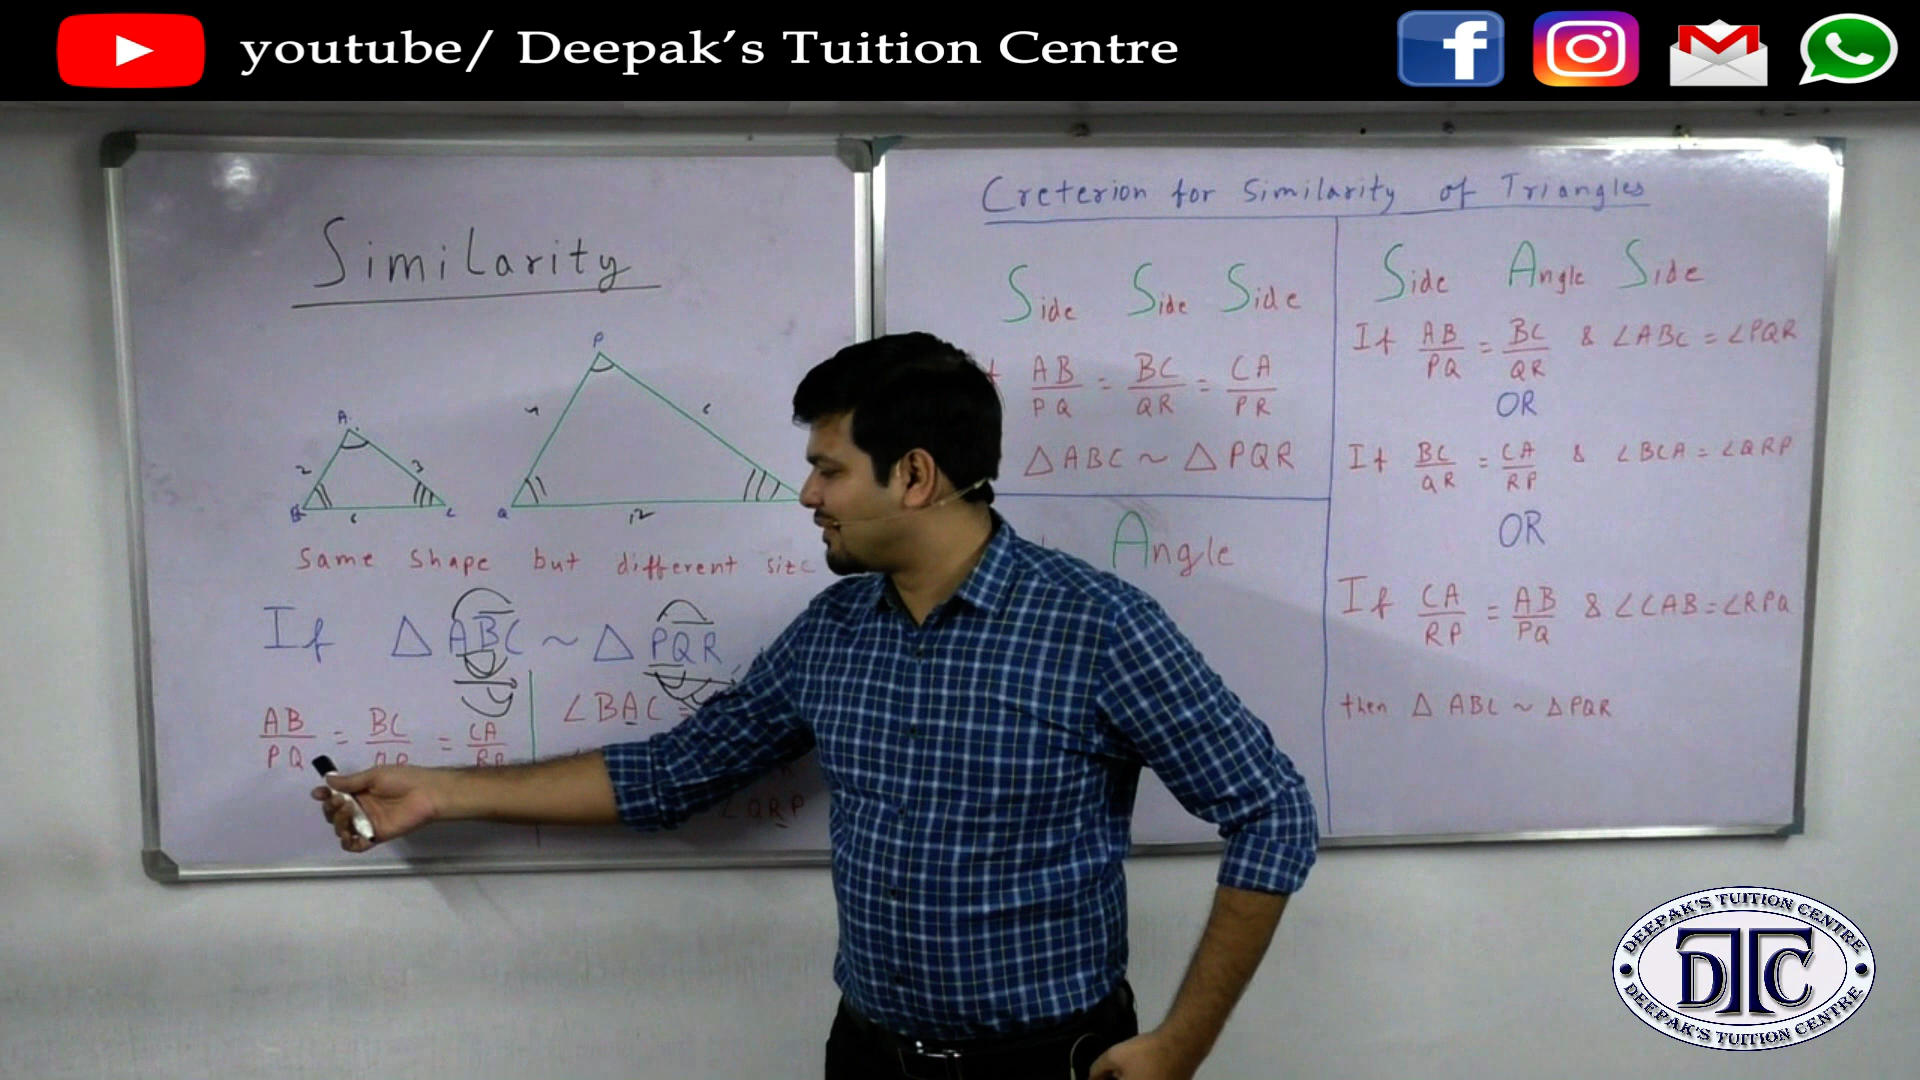 youtube/ Deepak's Tuition Centre
Similarity
P
A
2
3
B
6
C
Q
12
Same shape but different size
If △ABC ~ △PQR
AB/PQ = BC/QR = CA/RP
∠BAC =
∠QRP
Creterion for Similarity of Triangles
Side Side Side
AB/PQ = BC/QR = CA/PR
△ABC ~ △PQR
Angle
Side Angle Side
If AB/PQ = BC/QR & ∠ABC = ∠PQR
OR
If BC/QR = CA/RP & ∠BCA = ∠QRP
OR
If CA/RP = AB/PQ & ∠CAB = ∠RPQ
then △ABC ~ △PQR
DEEPAK'S TUITION CENTRE
DTC
DEEPAK'S TUITION CENTRE